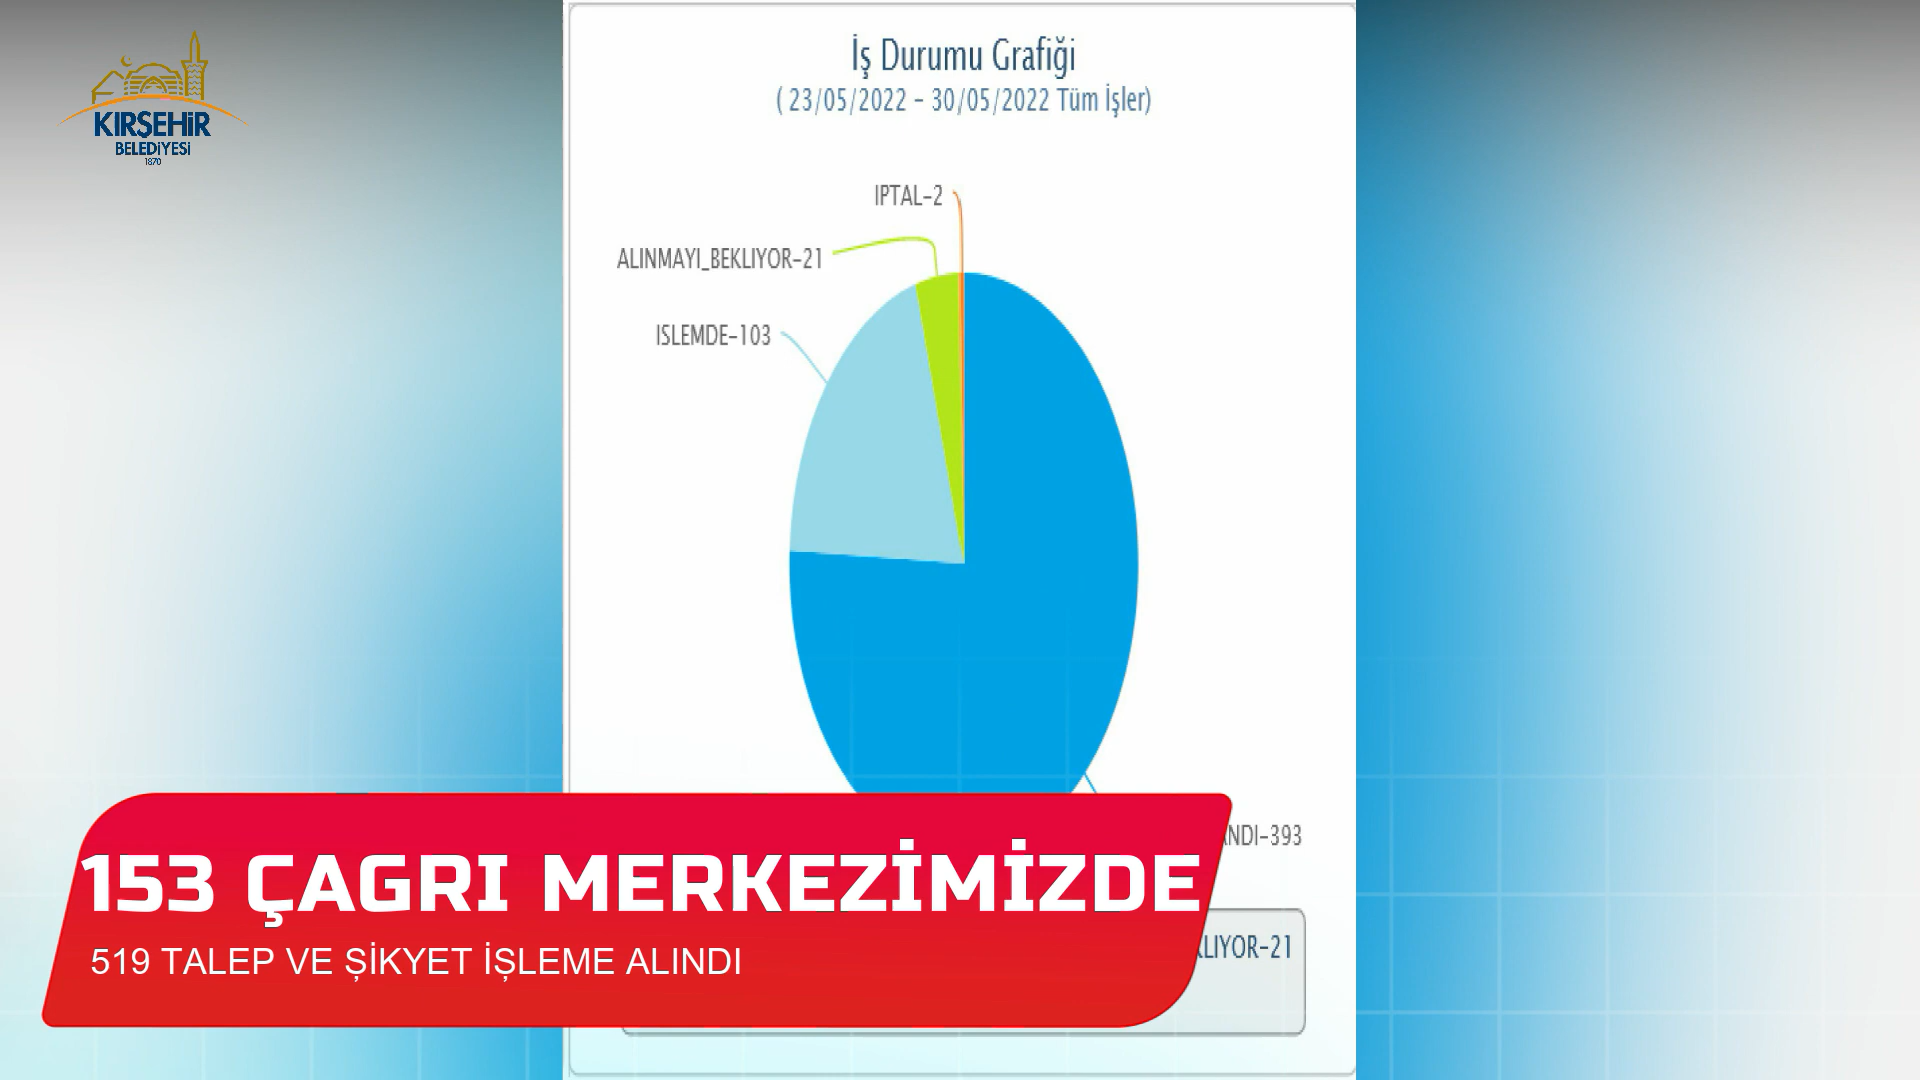 KIRŞEHİR
BELEDİYESİ
1870
İş Durumu Grafiği
( 23/05/2022 - 30/05/2022 Tüm İşler)
IPTAL-2
ALINMAYI_BEKLIYOR-21
ISLEMDE-103
NDI-393
153 ÇAGRI MERKEZİMİZDE
519 TALEP VE ŞİKYET İŞLEME ALINDI
KLIYOR-21